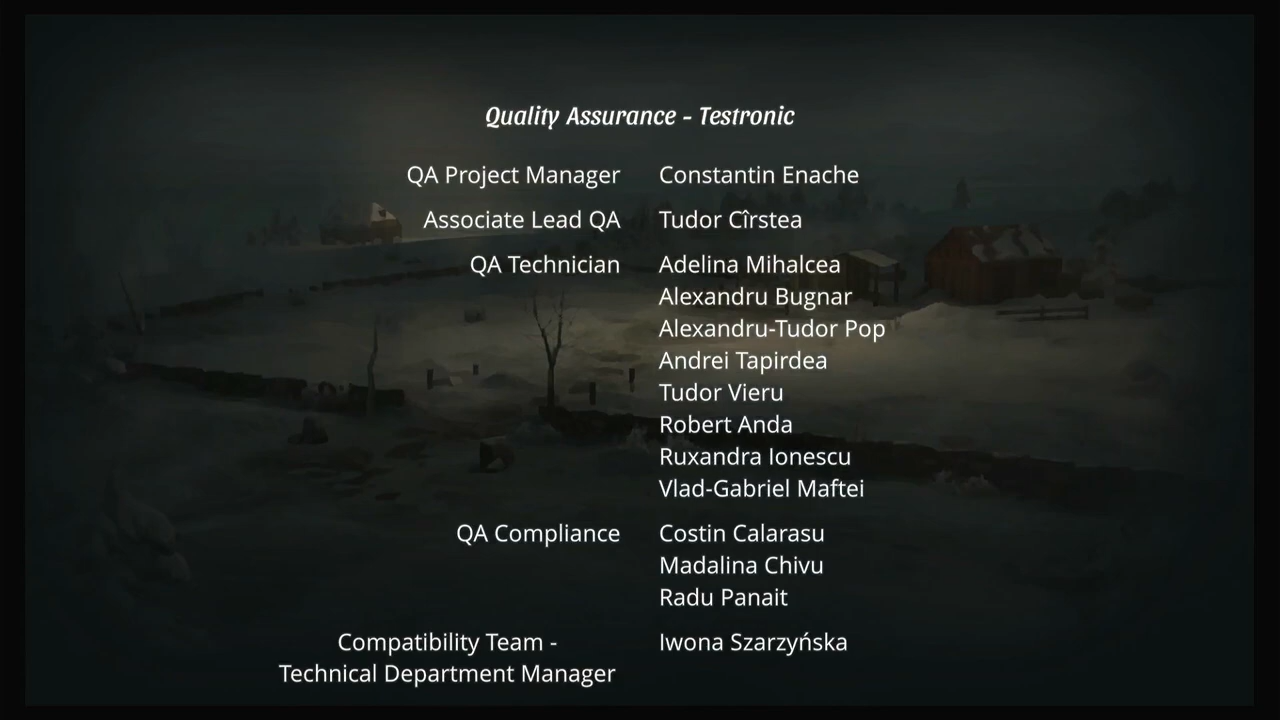 Quality Assurance - Testronic
QA Project Manager Constantin Enache
Associate Lead QA Tudor Cîrstea
QA Technician Adelina Mihalcea
Alexandru Bugnar
Alexandru-Tudor Pop
Andrei Tapirdea
Tudor Vieru
Robert Anda
Ruxandra Ionescu
Vlad-Gabriel Maftei
QA Compliance Costin Calarasu
Madalina Chivu
Radu Panait
Compatibility Team - Iwona Szarzyńska
Technical Department Manager